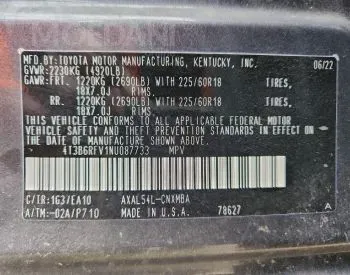 MFD.BY:TOYOTA MOTOR MANUFACTURING, KENTUCKY, INC.
GVWR:2230KG (4920LB) 06/22
GAWR:FRT. 1220KG (2690LB) WITH 225/60R18 TIRES,
18X7.0J RIMS,
RR. 1220KG (2690LB) WITH 225/60R18 TIRES,
18X7.0J RIMS,
THIS VEHICLE CONFORMS TO ALL APPLICABLE FEDERAL MOTOR
VEHICLE SAFETY, BUMPER, AND THEFT PREVENTION STANDARDS IN EFFECT
ON THE DATE OF MANUFACTURE SHOWN ABOVE.
4T3B6RFV1NU087733 MPV
C/TR:1G3/EA10 AXAL54L-CNXMBA
A/TM:-02A/P710 MADE IN U.S.A. 78627 A